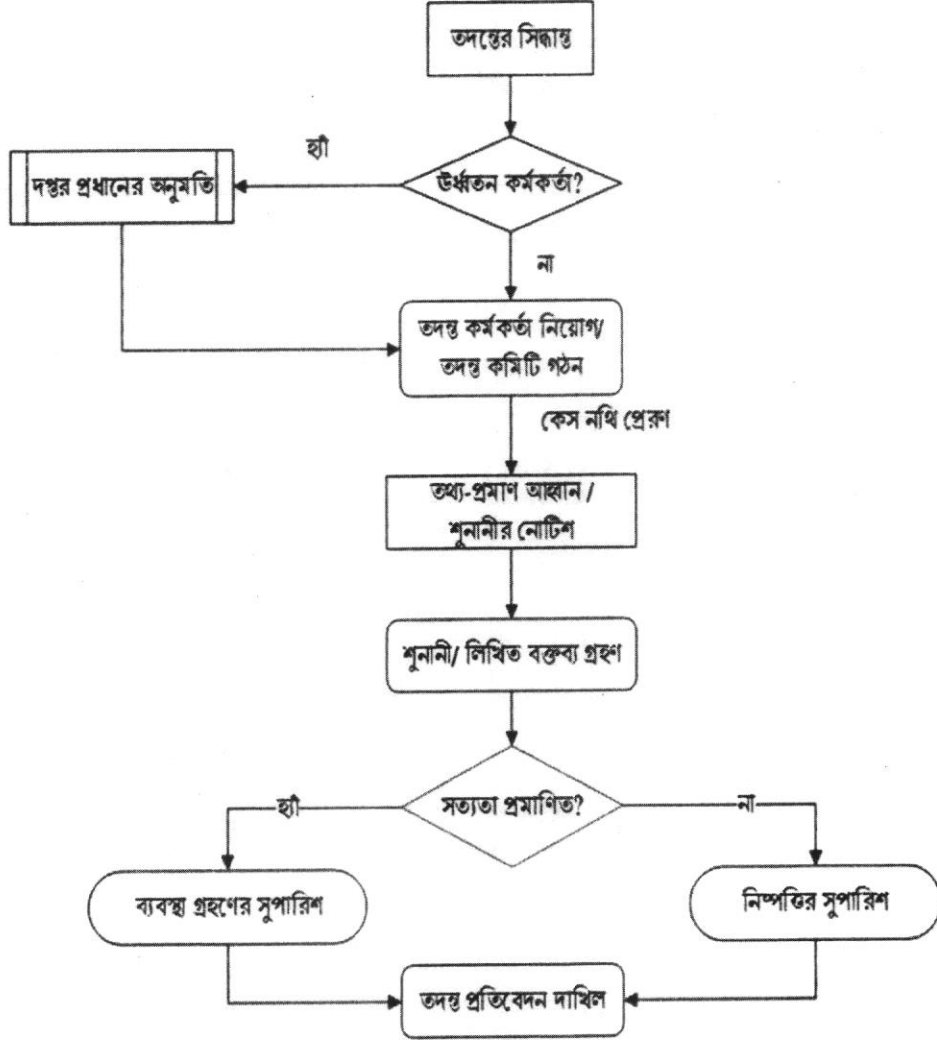 তদন্তের সিদ্ধান্ত
হ্যাঁ
দপ্তর প্রধানের অনুমতি
উর্ধ্বতন কর্মকর্তা?
না
তদন্ত কর্মকর্তা নিয়োগ/
তদন্ত কমিটি গঠন
কেস নথি প্রেরণ
তথ্য-প্রমাণ আহ্বান /
শুনানীর নোটিশ
শুনানী/ লিখিত বক্তব্য গ্রহণ
সত্যতা প্রমাণিত?
হ্যাঁ
না
ব্যবস্থা গ্রহণের সুপারিশ
নিষ্পত্তির সুপারিশ
তদন্ত প্রতিবেদন দাখিল